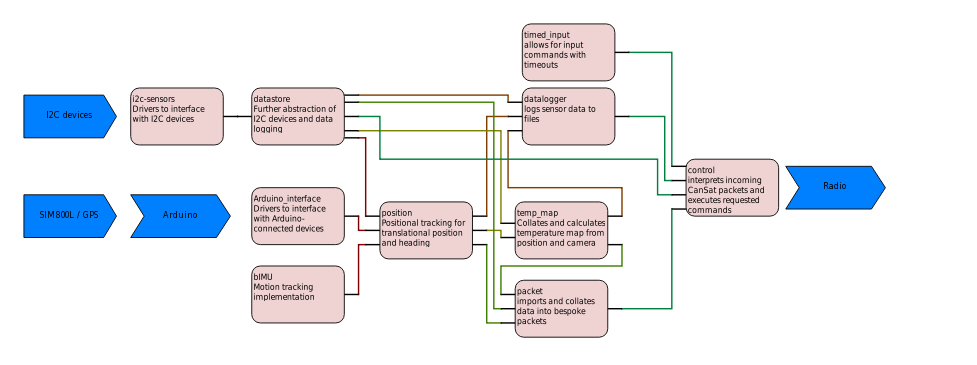 timed_input
allows for input
commands with
timeouts
I2C devices
i2c-sensors
Drivers to interface
with I2C devices
datastore
Further abstraction of
I2C devices and data
logging
datalogger
logs sensor data to
files
control
interprets incoming
CanSat packets and
executes requested
commands
Radio
SIM800L / GPS
Arduino
Arduino_interface
Drivers to interface
with Arduino-
connected devices
position
Positional tracking for
translational position
and heading
temp_map
Collates and calculates
temperature map from
position and camera
bIMU
Motion tracking
implementation
packet
imports and collates
data into bespoke
packets